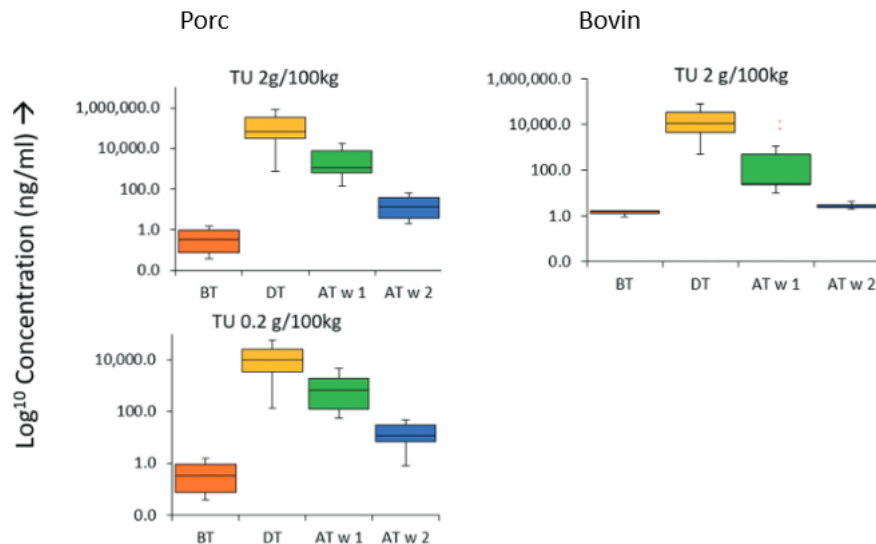 Porc
Bovin
Log10 Concentration (ng/ml) →
TU 2g/100kg
1,000,000.0
10,000.0
100.0
1.0
0.0
BT DT AT w 1 AT w 2
TU 2 g/100kg
1,000,000.0
10,000.0
100.0
1.0
0.0
BT DT AT w 1 AT w 2
TU 0.2 g/100kg
10,000.0
100.0
1.0
0.0
BT DT AT w 1 AT w 2